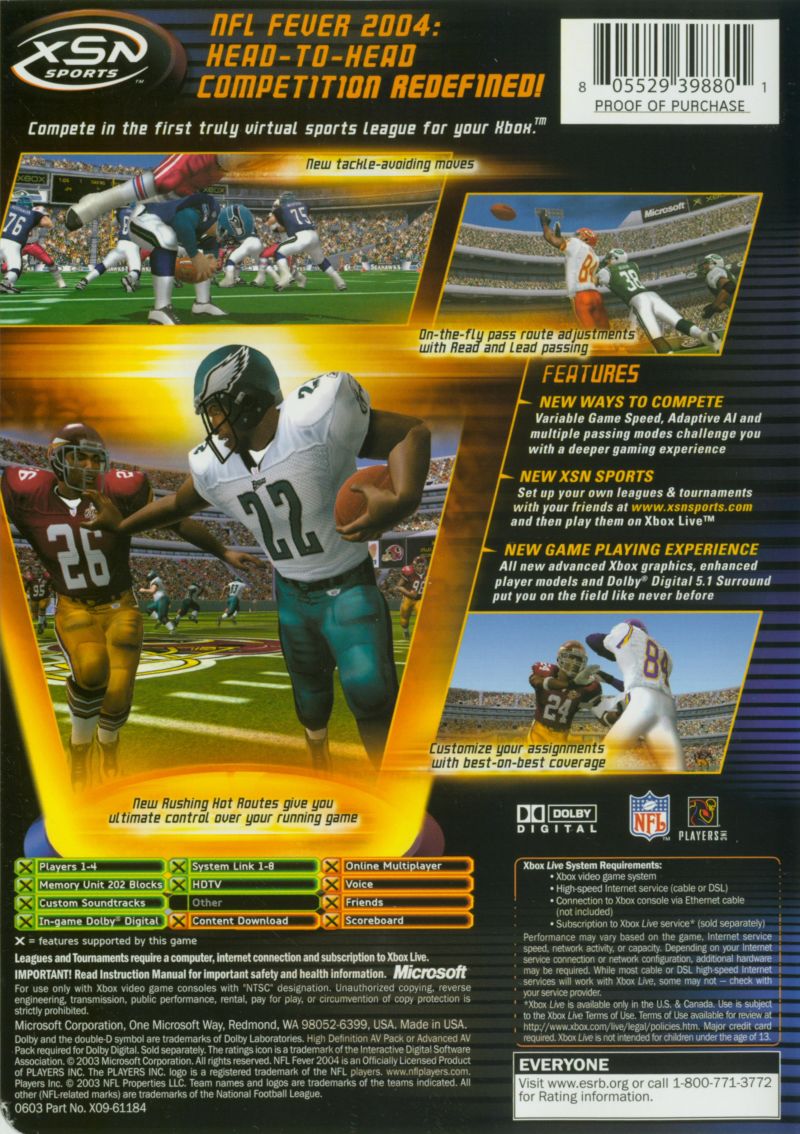 XSN
SPORTS™
NFL FEVER 2004:
HEAD-TO-HEAD
COMPETITION REDEFINED!
8 05529 39880 1
PROOF OF PURCHASE
Compete in the first truly virtual sports league for your Xbox.™
New tackle-avoiding moves
XBOX
76
75
SEAHAWKS
Microsoft
84
38
On-the-fly pass route adjustments
with Read and Lead passing
FEATURES
NEW WAYS TO COMPETE
Variable Game Speed, Adaptive AI and
multiple passing modes challenge you
with a deeper gaming experience
NEW XSN SPORTS
Set up your own leagues & tournaments
with your friends at www.xsnsports.com
and then play them on Xbox Live™
NEW GAME PLAYING EXPERIENCE
All new advanced Xbox graphics, enhanced
player models and Dolby® Digital 5.1 Surround
put you on the field like never before
26
22
95
84
24
Customize your assignments
with best-on-best coverage
New Rushing Hot Routes give you
ultimate control over your running game
DOLBY
DIGITAL
NFL
PLAYERS INC
Players 1-4
System Link 1-8
Online Multiplayer
Memory Unit 202 Blocks
HDTV
Voice
Custom Soundtracks
Other
Friends
In-game Dolby® Digital
Content Download
Scoreboard
X = features supported by this game
Leagues and Tournaments require a computer, internet connection and subscription to Xbox Live.
IMPORTANT! Read Instruction Manual for important safety and health information. Microsoft
For use only with Xbox video game consoles with "NTSC" designation. Unauthorized copying, reverse
engineering, transmission, public performance, rental, pay for play, or circumvention of copy protection is
strictly prohibited.
Microsoft Corporation, One Microsoft Way, Redmond, WA 98052-6399, USA. Made in USA.
Dolby and the double-D symbol are trademarks of Dolby Laboratories. High Definition AV Pack or Advanced AV
Pack required for Dolby Digital. Sold separately. The ratings icon is a trademark of the Interactive Digital Software
Association. © 2003 Microsoft Corporation. All rights reserved. NFL Fever 2004 is an Officially Licensed Product
of Players Inc. The PLAYERS INC. logo is a registered trademark of the NFL players. www.nflplayers.com.
Players Inc. © 2003 NFL Properties LLC. Team names and logos are trademarks of the teams indicated. All
other (NFL-related marks) are trademarks of the National Football League.
0603 Part No. X09-61184
Xbox Live System Requirements:
• Xbox video game system
• High-speed Internet service (cable or DSL)
• Connection to Xbox console via Ethernet cable
(not included)
• Subscription to Xbox Live service* (sold separately)
Performance may vary based on the game, Internet service
speed, network activity, or capacity. Depending on your Internet
service connection or network configuration, additional hardware
may be required. While most cable or DSL high-speed Internet
services will work with Xbox Live, some may not – check with
your service provider.
*Xbox Live is available only in the U.S. & Canada. Use is subject
to the Xbox Live Terms of Use. Terms of Use available for review at
http://www.xbox.com/live/legal/policies.htm. Major credit card
required. Xbox Live is not intended for children under the age of 13.
EVERYONE
Visit www.esrb.org or call 1-800-771-3772
for Rating information.